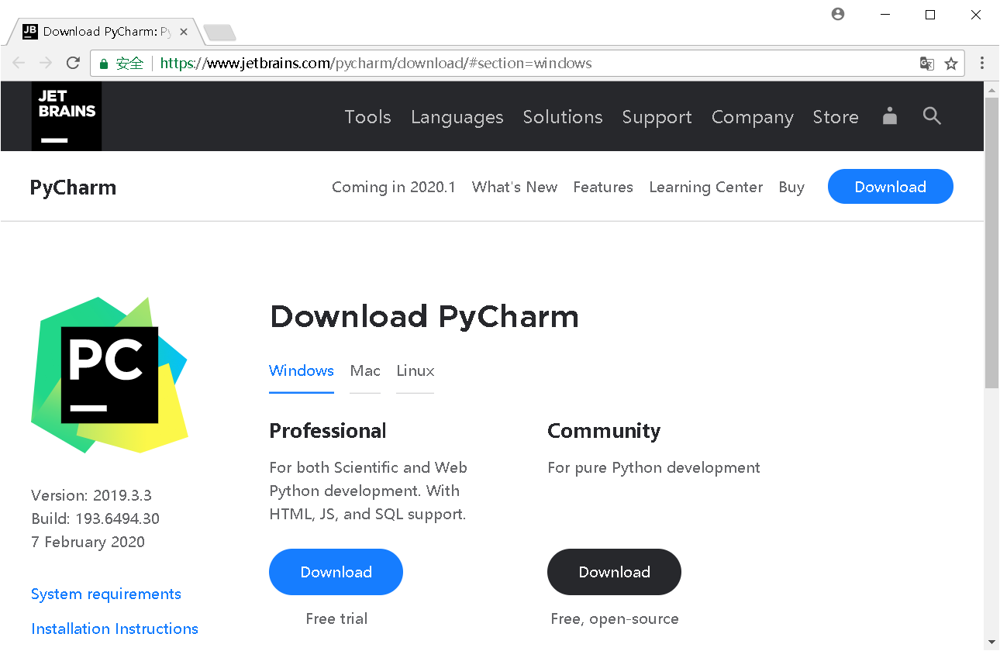 JB Download PyCharm: Py
安全 https://www.jetbrains.com/pycharm/download/#section=windows
JET
BRAINS
Tools Languages Solutions Support Company Store
PyCharm Coming in 2020.1 What's New Features Learning Center Buy Download
PC
Download PyCharm
Windows Mac Linux
Professional
For both Scientific and Web
Python development. With
HTML, JS, and SQL support.
Download
Free trial
Community
For pure Python development
Download
Free, open-source
Version: 2019.3.3
Build: 193.6494.30
7 February 2020
System requirements
Installation Instructions